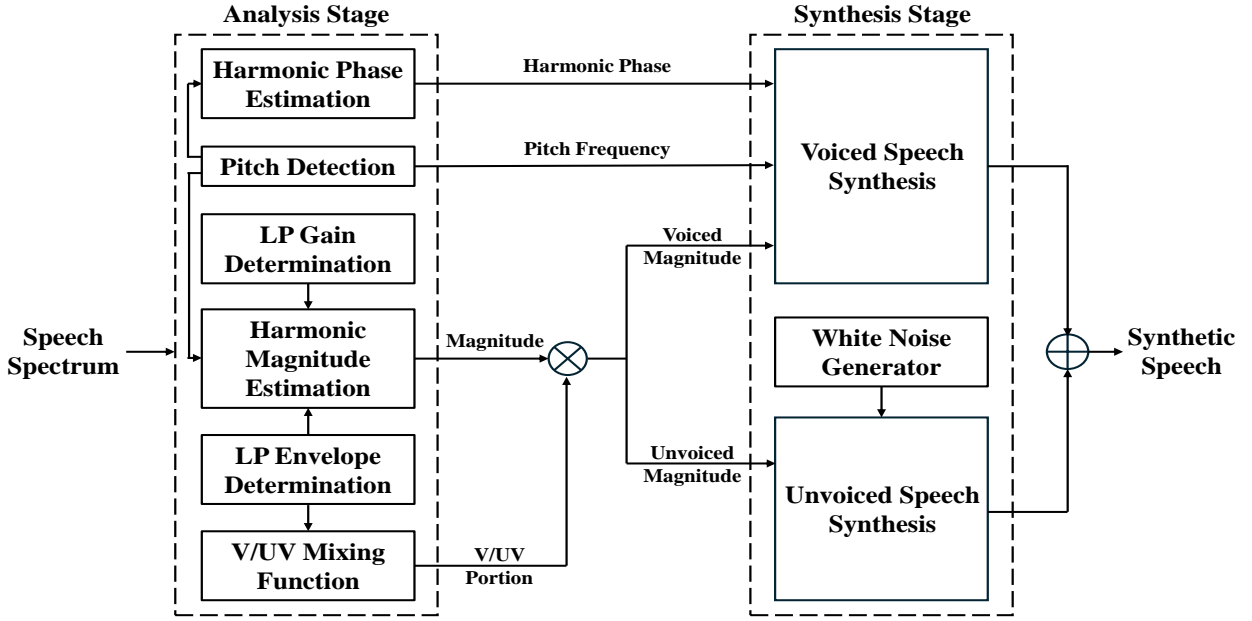 Analysis Stage
Synthesis Stage
Harmonic Phase
Estimation
Harmonic Phase
Pitch Detection
Pitch Frequency
Voiced Speech
Synthesis
LP Gain
Determination
Voiced
Magnitude
Speech
Spectrum
Harmonic
Magnitude
Estimation
Magnitude
White Noise
Generator
Synthetic
Speech
LP Envelope
Determination
Unvoiced
Magnitude
Unvoiced Speech
Synthesis
V/UV Mixing
Function
V/UV
Portion